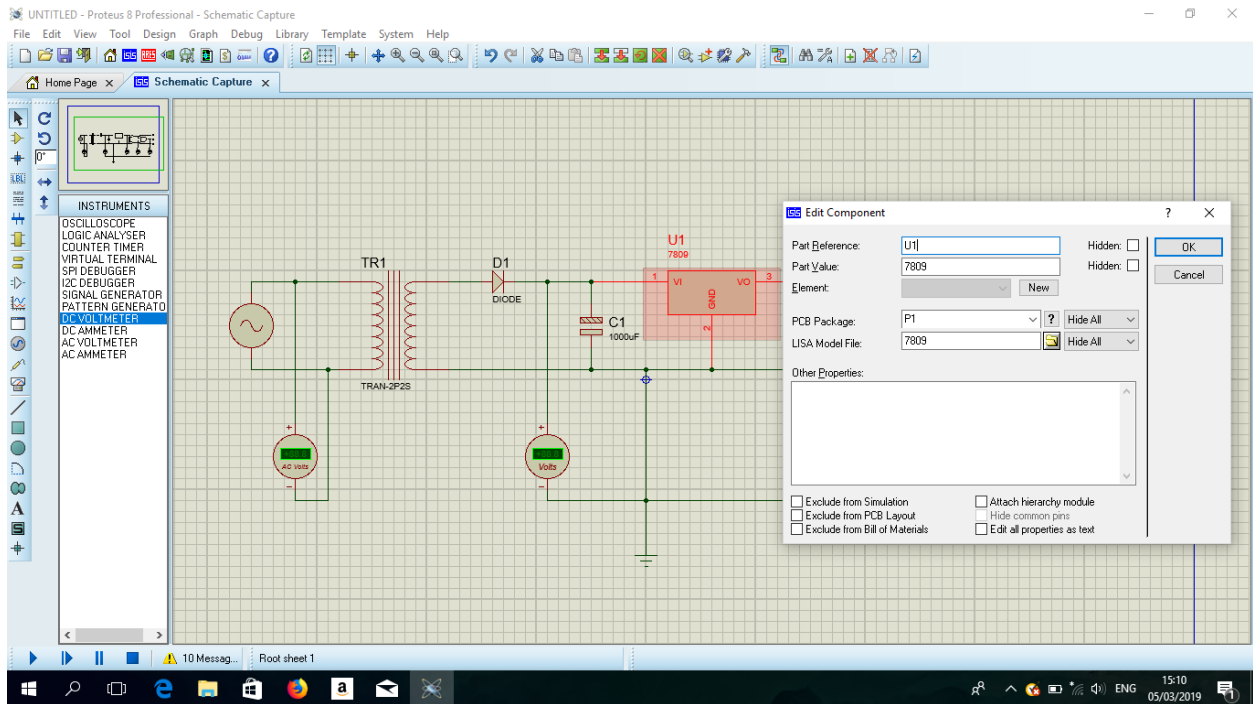 UNTITLED - Proteus 8 Professional - Schematic Capture
File Edit View Tool Design Graph Debug Library Template System Help
Home Page x Schematic Capture x
0°
LBL
A
S
INSTRUMENTS
OSCILLOSCOPE
LOGIC ANALYSER
COUNTER TIMER
VIRTUAL TERMINAL
SPI DEBUGGER
I2C DEBUGGER
SIGNAL GENERATOR
PATTERN GENERATO
DC VOLTMETER
DC AMMETER
AC VOLTMETER
AC AMMETER
TR1
TRAN-2P2S
D1
DIODE
C1
1000uF
U1
7809
1
VI
VO
3
GND
2
+
AC Volts
-
+
Volts
-
Edit Component ? X
Part Reference: U1 Hidden:
Part Value: 7809 Hidden:
Element: New
PCB Package: P1 ? Hide All
LISA Model File: 7809 Hide All
Other Properties:
Exclude from Simulation Attach hierarchy module
Exclude from PCB Layout Hide common pins
Exclude from Bill of Materials Edit all properties as text
OK
Cancel
10 Messag... Root sheet 1
a
ENG
15:10
05/03/2019
1